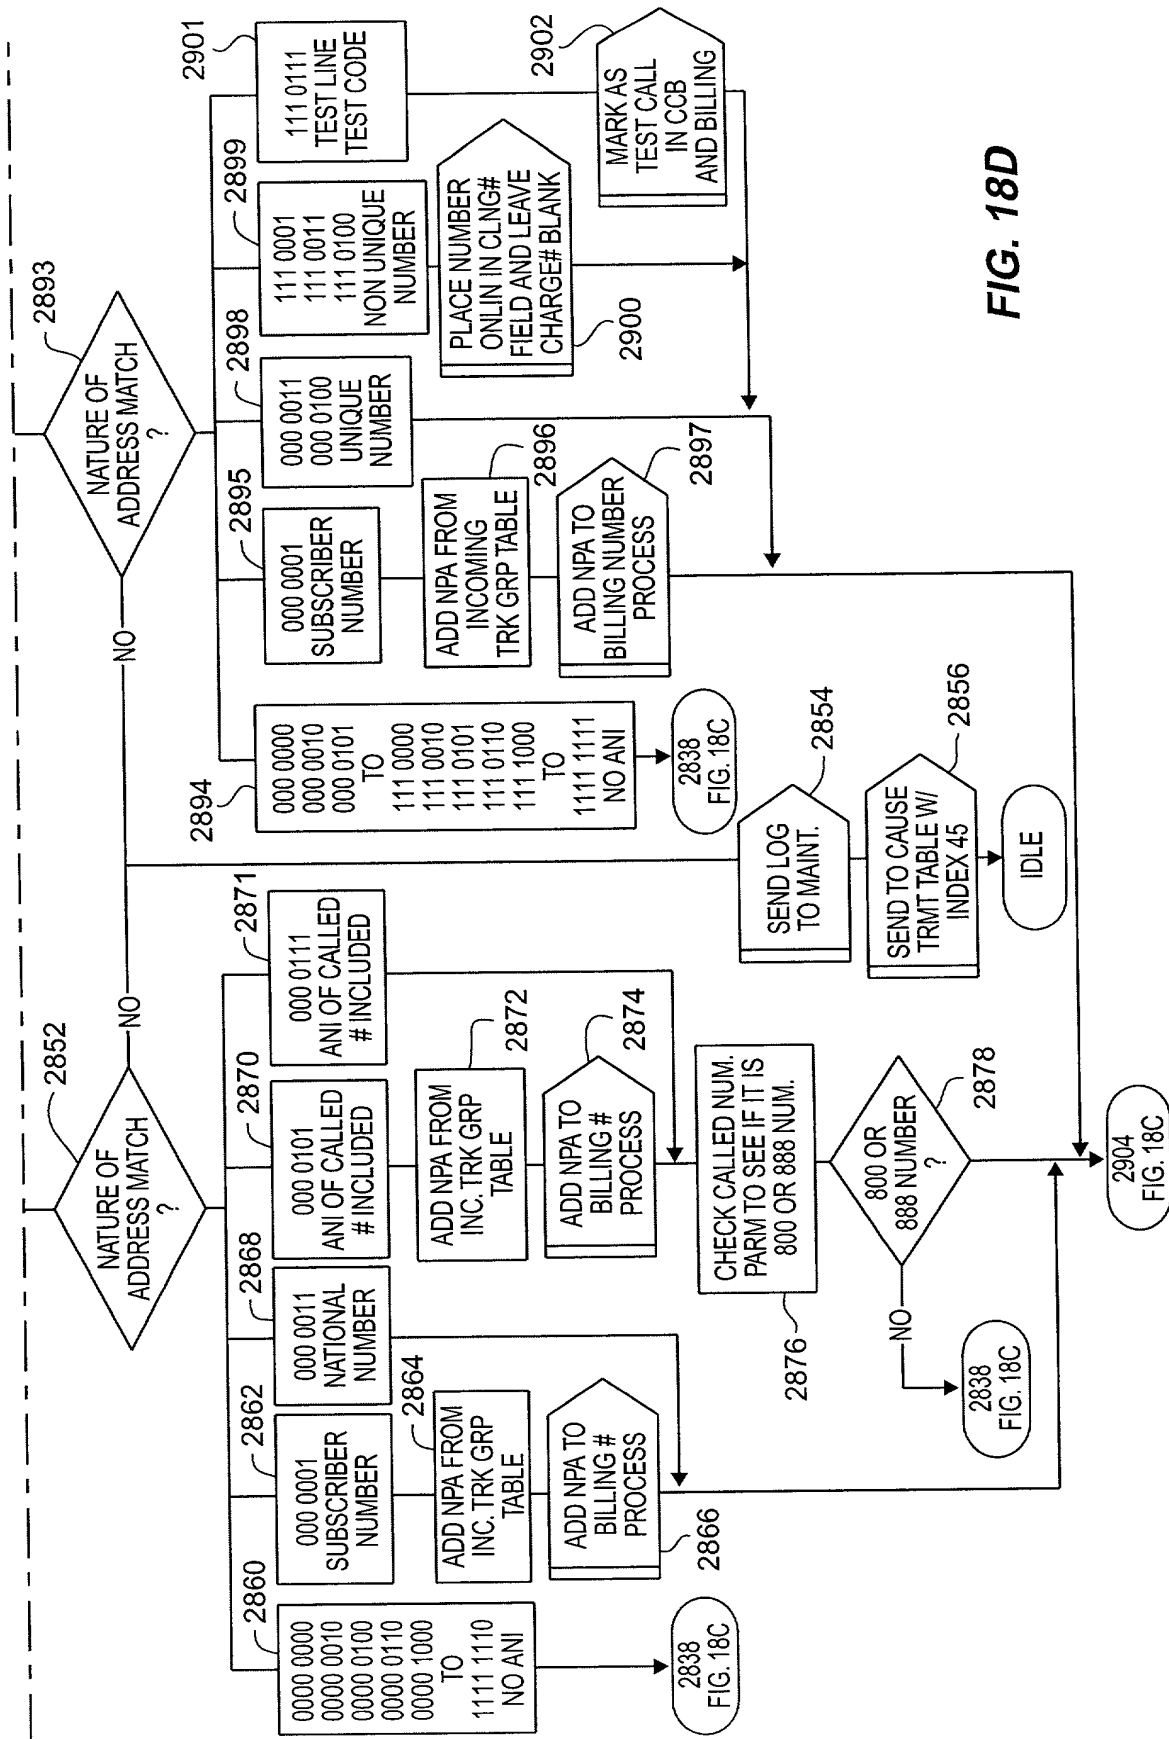 2852
NATURE OF
ADDRESS MATCH
?
NO
2893
NATURE OF
ADDRESS MATCH
?
NO
2860
0000 0000
0000 0010
0000 0100
0000 0110
0000 1000
TO
1111 1110
NO ANI
2838
FIG. 18C
2862
000 0001
SUBSCRIBER
NUMBER
2864
ADD NPA FROM
INC. TRK GRP
TABLE
ADD NPA TO
BILLING #
PROCESS
2866
2868
000 0011
NATIONAL
NUMBER
2870
000 0101
ANI OF CALLED
# INCLUDED
2871
000 0111
ANI OF CALLED
# INCLUDED
ADD NPA FROM
INC. TRK GRP
TABLE
2872
ADD NPA TO
BILLING #
PROCESS
2874
CHECK CALLED NUM.
PARM TO SEE IF IT IS
800 OR 888 NUM.
2876
800 OR
888 NUMBER
?
2878
NO
2838
FIG. 18C
2904
FIG. 18C
SEND LOG
TO MAINT.
2854
SEND TO CAUSE
TRMT TABLE W/
INDEX 45
2856
IDLE
2894
000 0000
000 0010
000 0101
TO
111 0000
111 0010
111 0101
111 0110
111 1000
TO
1111 1111
NO ANI
2838
FIG. 18C
2895
000 0001
SUBSCRIBER
NUMBER
ADD NPA FROM
INCOMING
TRK GRP TABLE
2896
ADD NPA TO
BILLING NUMBER
PROCESS
2897
2898
000 0011
000 0100
UNIQUE
NUMBER
2899
111 0001
111 0011
111 0100
NON UNIQUE
NUMBER
PLACE NUMBER
ONLIN IN CLNG#
FIELD AND LEAVE
CHARGE# BLANK
2900
2901
111 0111
TEST LINE
TEST CODE
2902
MARK AS
TEST CALL
IN CCB
AND BILLING
FIG. 18D